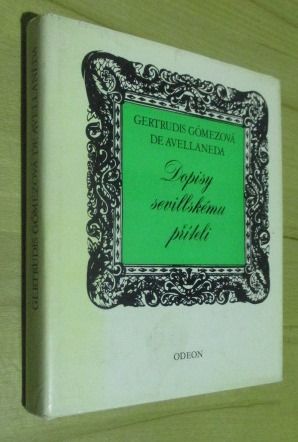 GERTRUDIS GÓMEZOVÁ
DE AVELLANEDA
Dopisy
sevillskému
příteli
ODEON
GERTRUDIS GÓMEZOVÁ DE AVELLANEDA